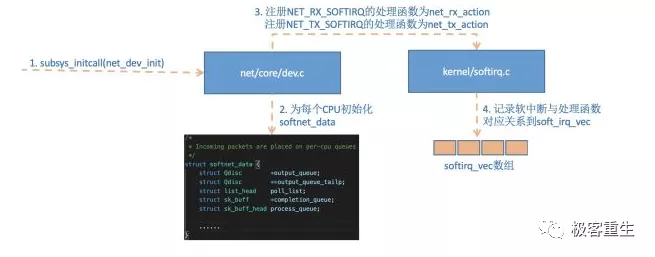 3. 注册NET_RX_SOFTIRQ的处理函数为net_rx_action
注册NET_TX_SOFTIRQ的处理函数为net_tx_action
1. subsys_initcall(net_dev_init)
net/core/dev.c
kernel/softirq.c
2. 为每个CPU初始化
softnet_data
4. 记录软中断与处理函数
对应关系到soft_irq_vec
/*
* Incoming packets are placed on per-cpu queues
*/
struct softnet_data {
struct Qdisc *output_queue;
struct Qdisc **output_queue_tailp;
struct list_head poll_list;
struct sk_buff *completion_queue;
struct sk_buff_head process_queue;
......
}
softirq_vec数组
极客重生